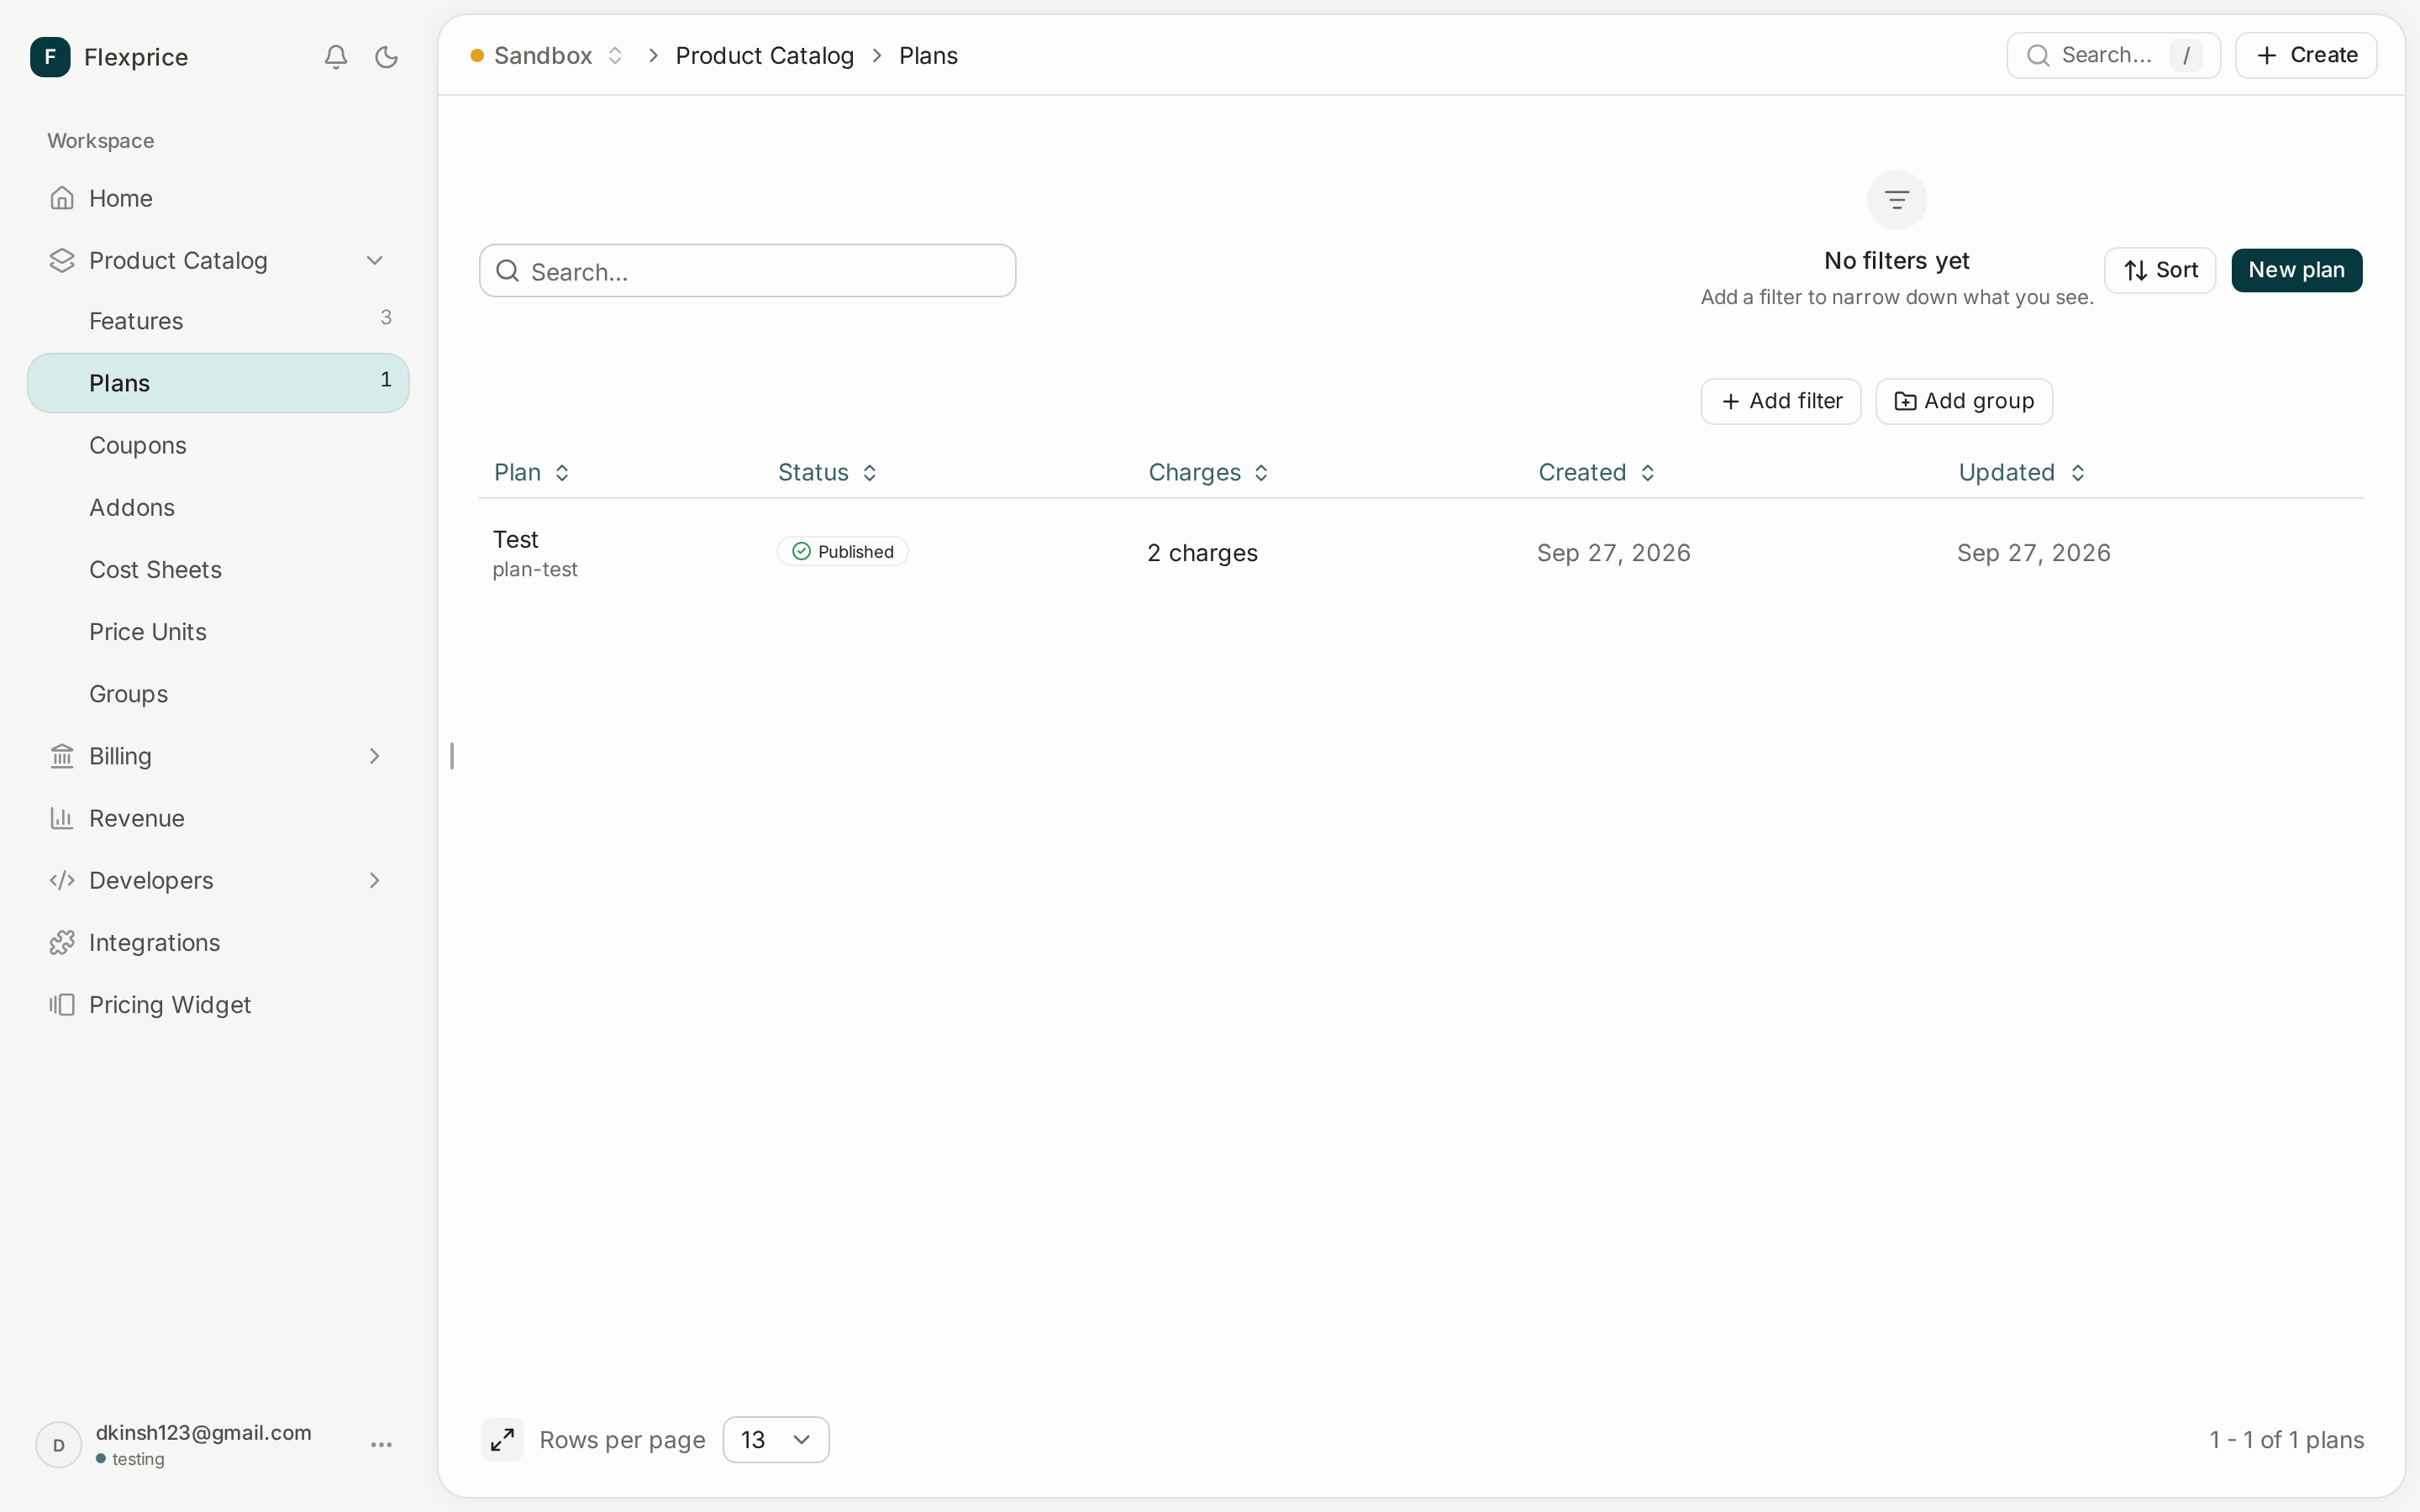 F Flexprice
Workspace
Home
Product Catalog
Features 3
Plans 1
Coupons
Addons
Cost Sheets
Price Units
Groups
Billing
Revenue
Developers
Integrations
Pricing Widget
D dkinsh123@gmail.com
testing
Sandbox Product Catalog Plans
Search... / Create
Search...
No filters yet
Add a filter to narrow down what you see.
Sort New plan
Add filter Add group
Plan Status Charges Created Updated
Test Published 2 charges Sep 27, 2026 Sep 27, 2026
plan-test
Rows per page 13
1 - 1 of 1 plans